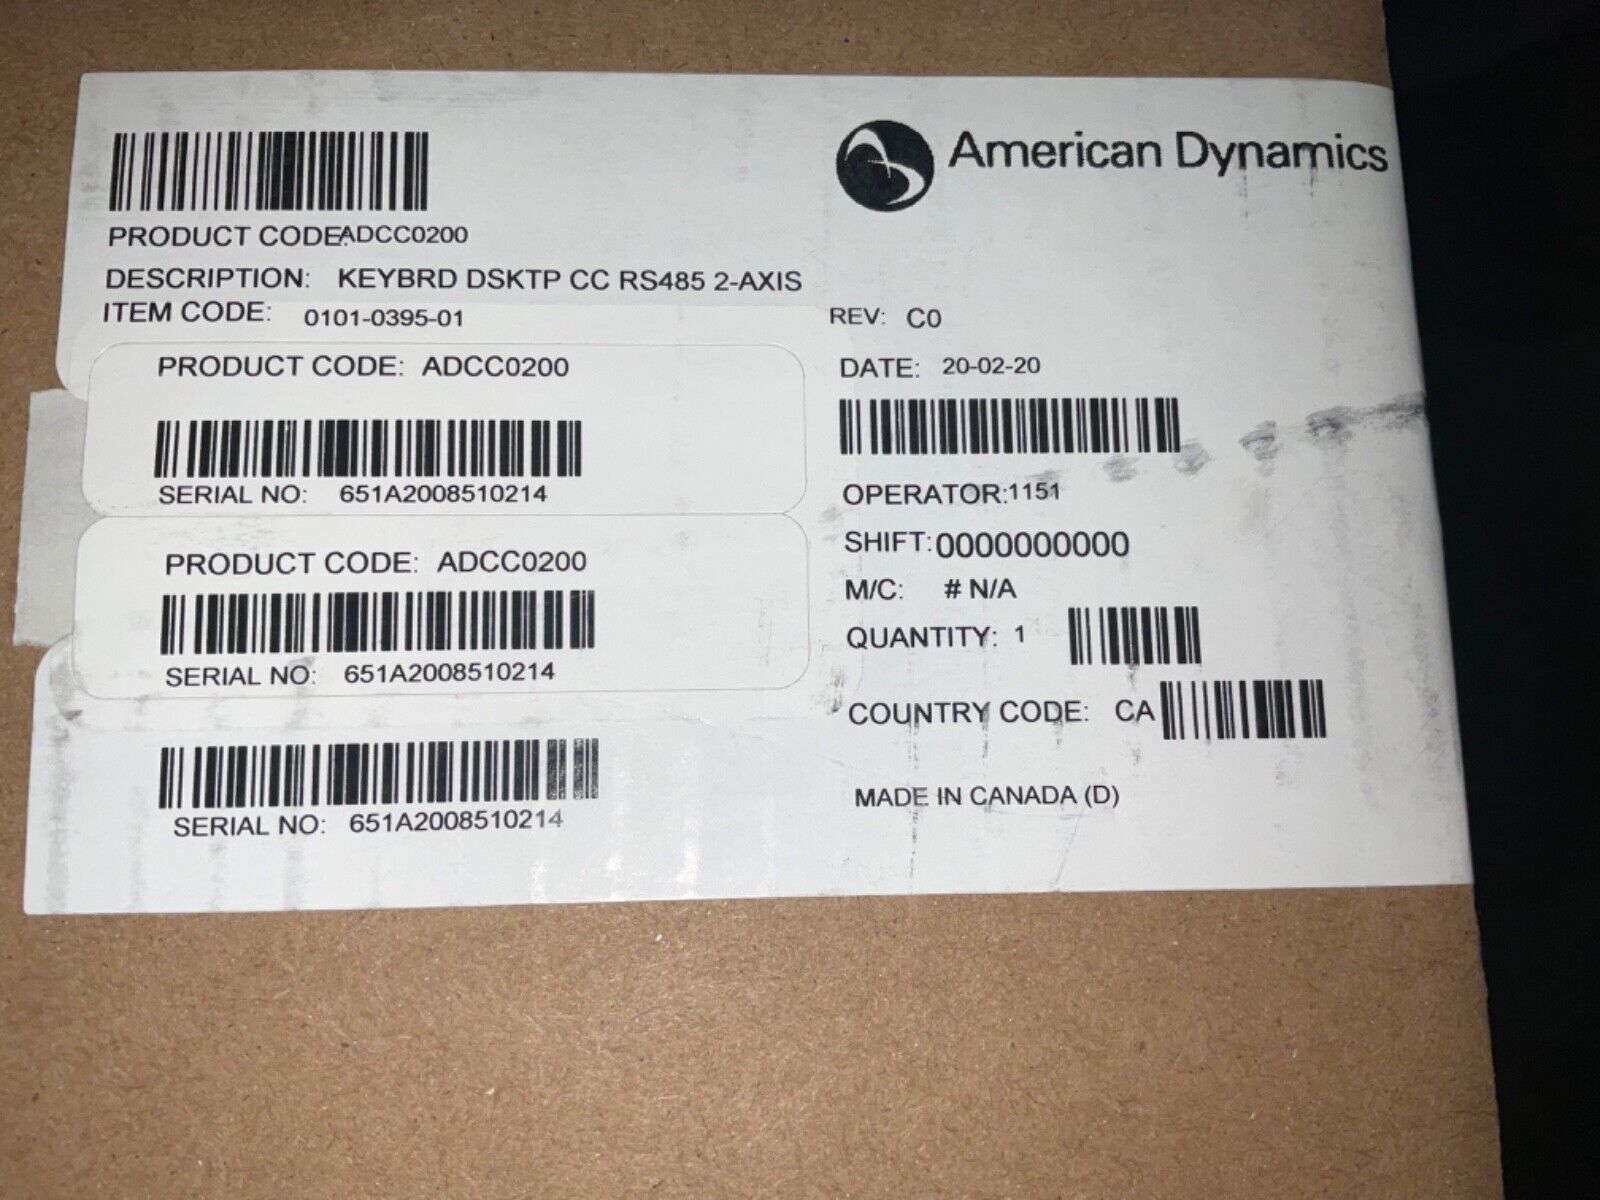 American Dynamics
PRODUCT CODE: ADCC0200
DESCRIPTION: KEYBRD DSKTP CC RS485 2-AXIS
ITEM CODE: 0101-0395-01
REV: C0
PRODUCT CODE: ADCC0200
SERIAL NO: 651A2008510214
PRODUCT CODE: ADCC0200
SERIAL NO: 651A2008510214
SERIAL NO: 651A2008510214
DATE: 20-02-20
OPERATOR:1151
SHIFT:0000000000
M/C: # N/A
QUANTITY: 1
COUNTRY CODE: CA
MADE IN CANADA (D)